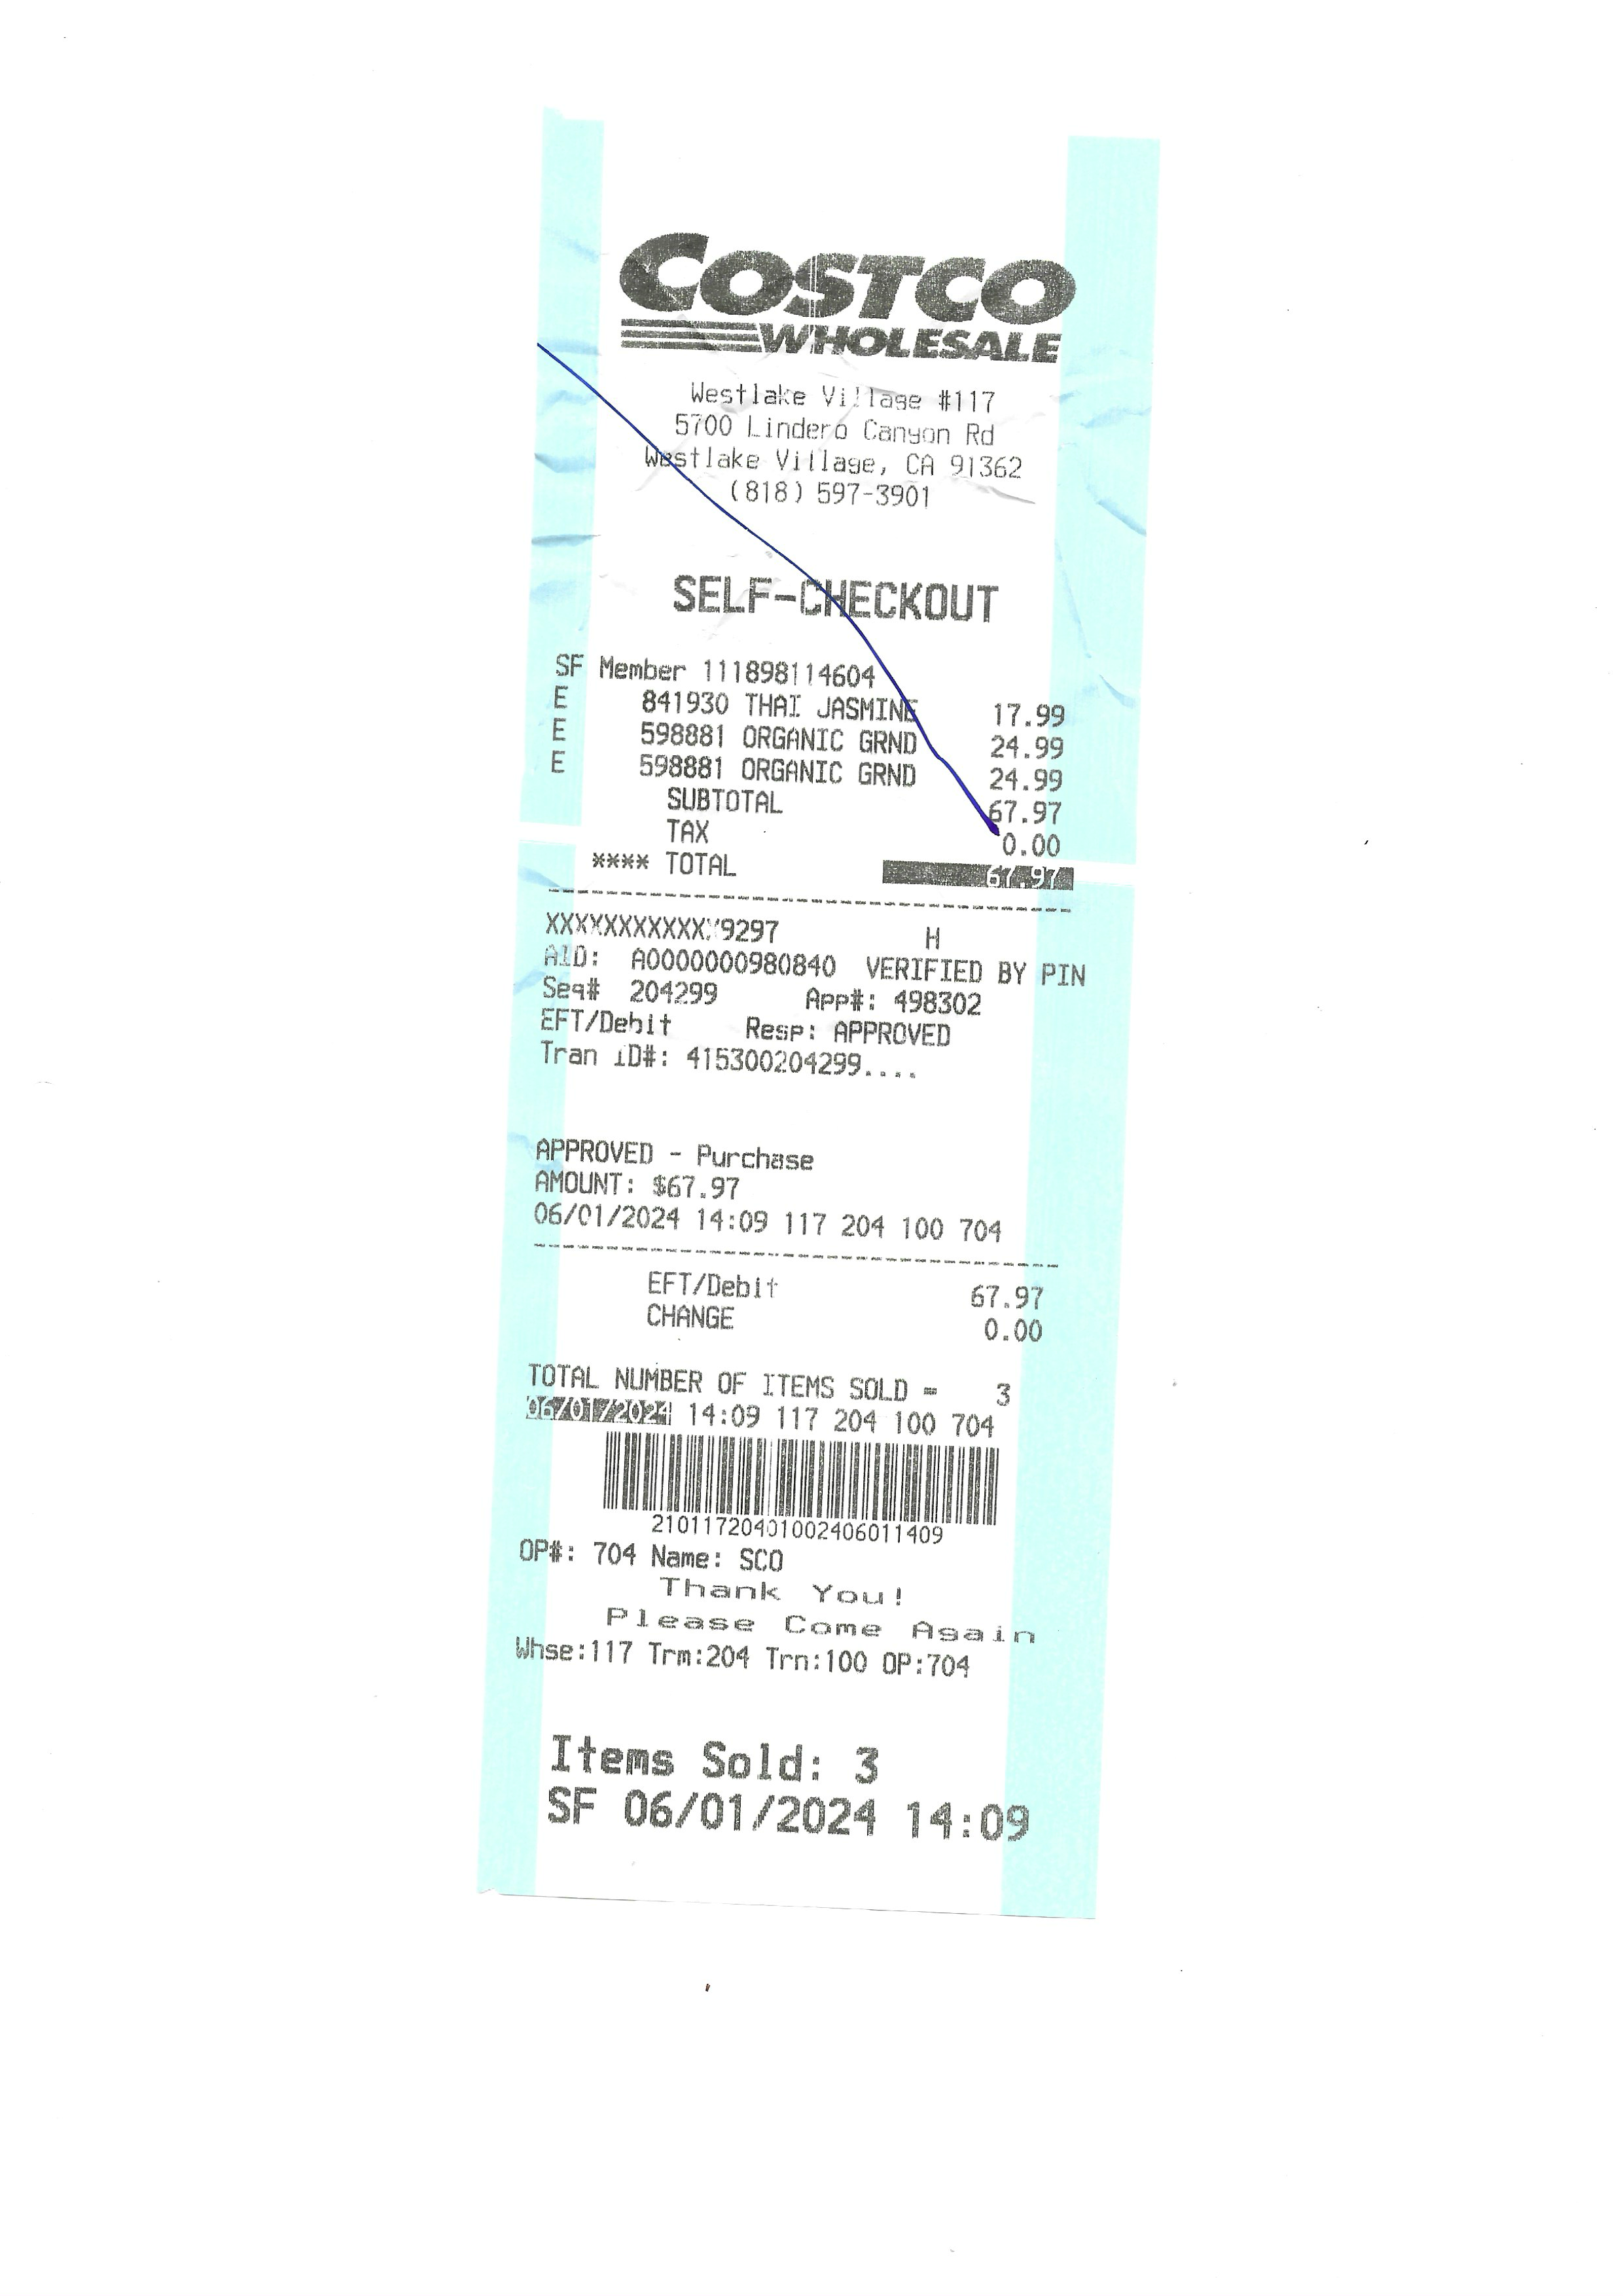 COSTCO
WHOLESALE
Westlake Village #117
5700 Lindero Canyon Rd
Westlake Village, CA 91362
(818) 597-3901
SELF-CHECKOUT
SF Member 111898114604
E 841930 THAI JASMINE 17.99
E 598881 ORGANIC GRND 24.99
E 598881 ORGANIC GRND 24.99
SUBTOTAL 67.97
TAX 0.00
**** TOTAL 67.97
XXXXXXXXXXXX9297 H
AID: A0000000980840 VERIFIED BY PIN
Seq# 204299 App#: 498302
EFT/Debit Resp: APPROVED
Tran ID#: 415300204299....
APPROVED - Purchase
AMOUNT: $67.97
06/01/2024 14:09 117 204 100 704
EFT/Debit 67.97
CHANGE 0.00
TOTAL NUMBER OF ITEMS SOLD = 3
06/01/2024 14:09 117 204 100 704
21011720401002406011409
OP#: 704 Name: SCO
Thank You!
Please Come Again
Whse:117 Trm:204 Trn:100 OP:704
Items Sold: 3
SF 06/01/2024 14:09